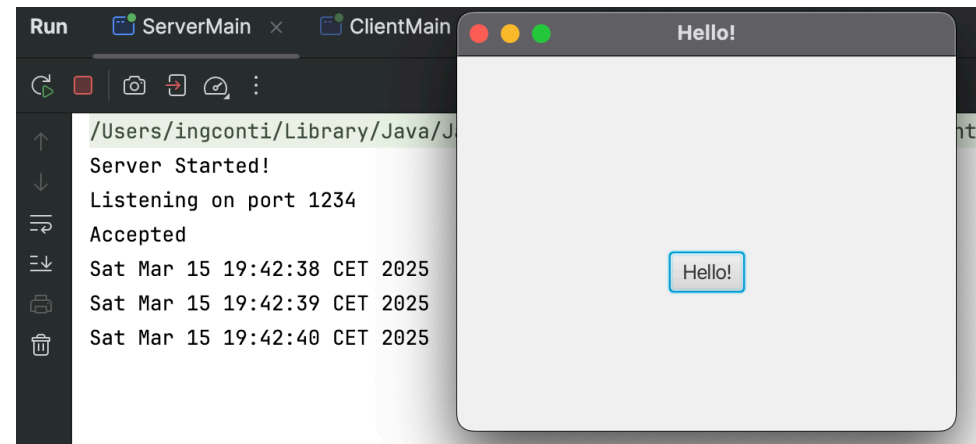 Run ServerMain ClientMain
Hello!
/Users/ingconti/Library/Java/J
Server Started!
Listening on port 1234
Accepted
Sat Mar 15 19:42:38 CET 2025
Sat Mar 15 19:42:39 CET 2025
Sat Mar 15 19:42:40 CET 2025
Hello!